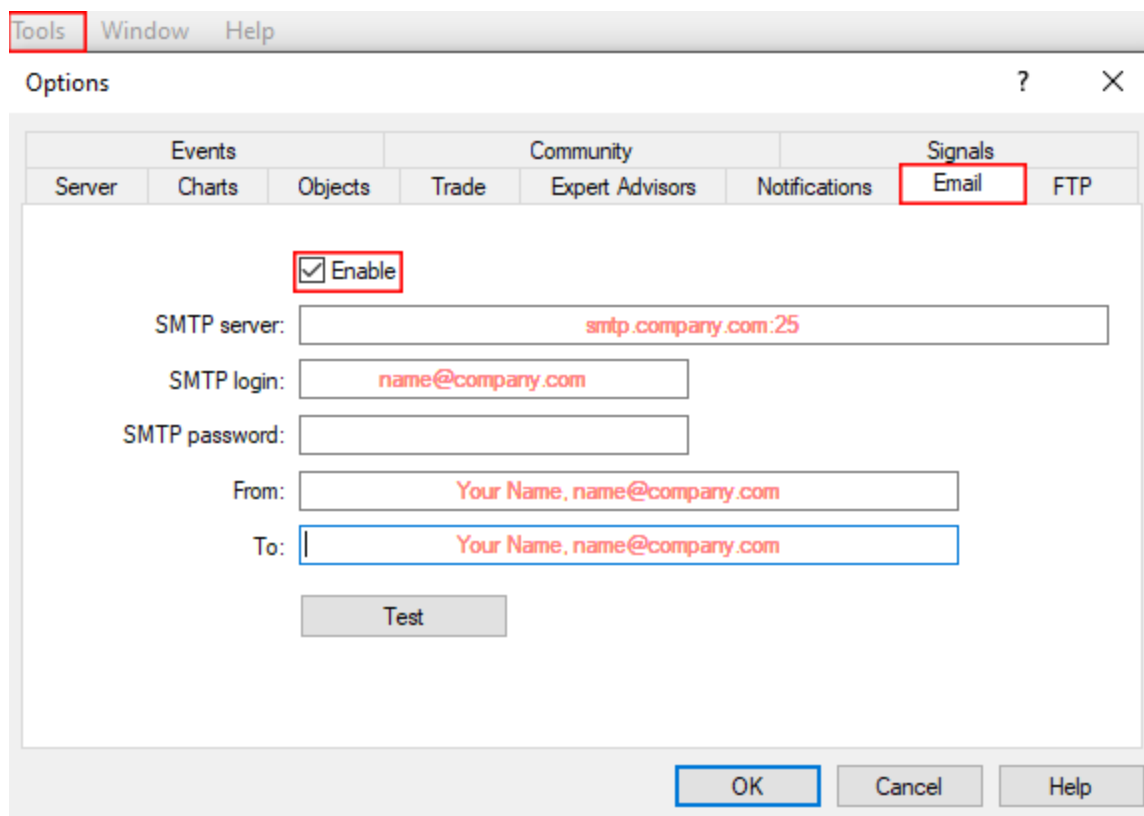 Tools Window Help
Options ?
Events Community Signals
Server Charts Objects Trade Expert Advisors Notifications Email FTP
Enable
SMTP server: smtp.company.com:25
SMTP login: name@company.com
SMTP password:
From: Your Name, name@company.com
To: Your Name, name@company.com
Test
OK Cancel Help